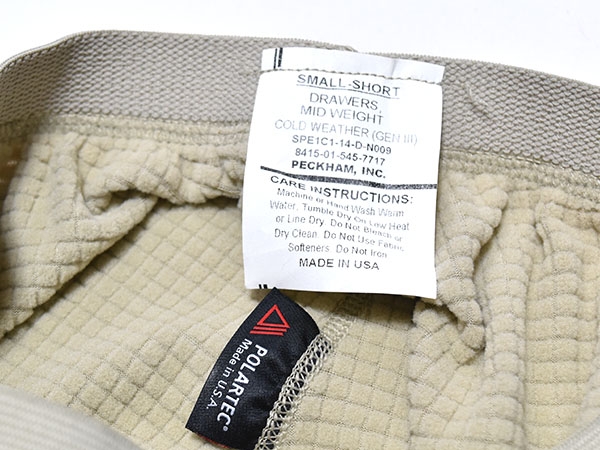 SMALL-SHORT
DRAWERS,
MID WEIGHT
COLD WEATHER (GEN III)
SPE1C1-14-D-N009
8415-01-545-7717
PECKHAM, INC.
CARE INSTRUCTIONS:
Machine or Hand Wash Warm
Water, Tumble Dry On Low Heat
or Line Dry. Do Not Bleach or
Dry Clean. Do Not Use Fabric
Softeners Do Not Iron
MADE IN USA
POLARTEC®
Made in U.S.A.